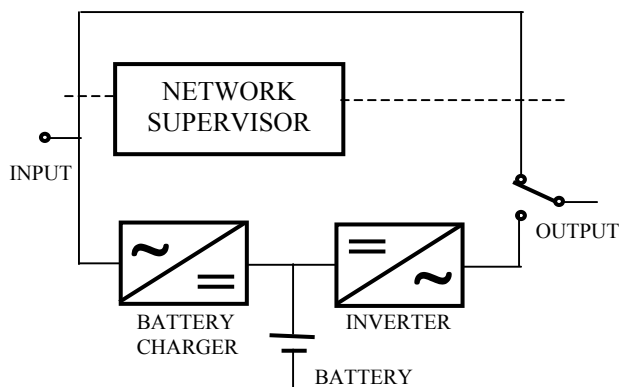 NETWORK
SUPERVISOR
INPUT
OUTPUT
BATTERY
CHARGER
INVERTER
BATTERY